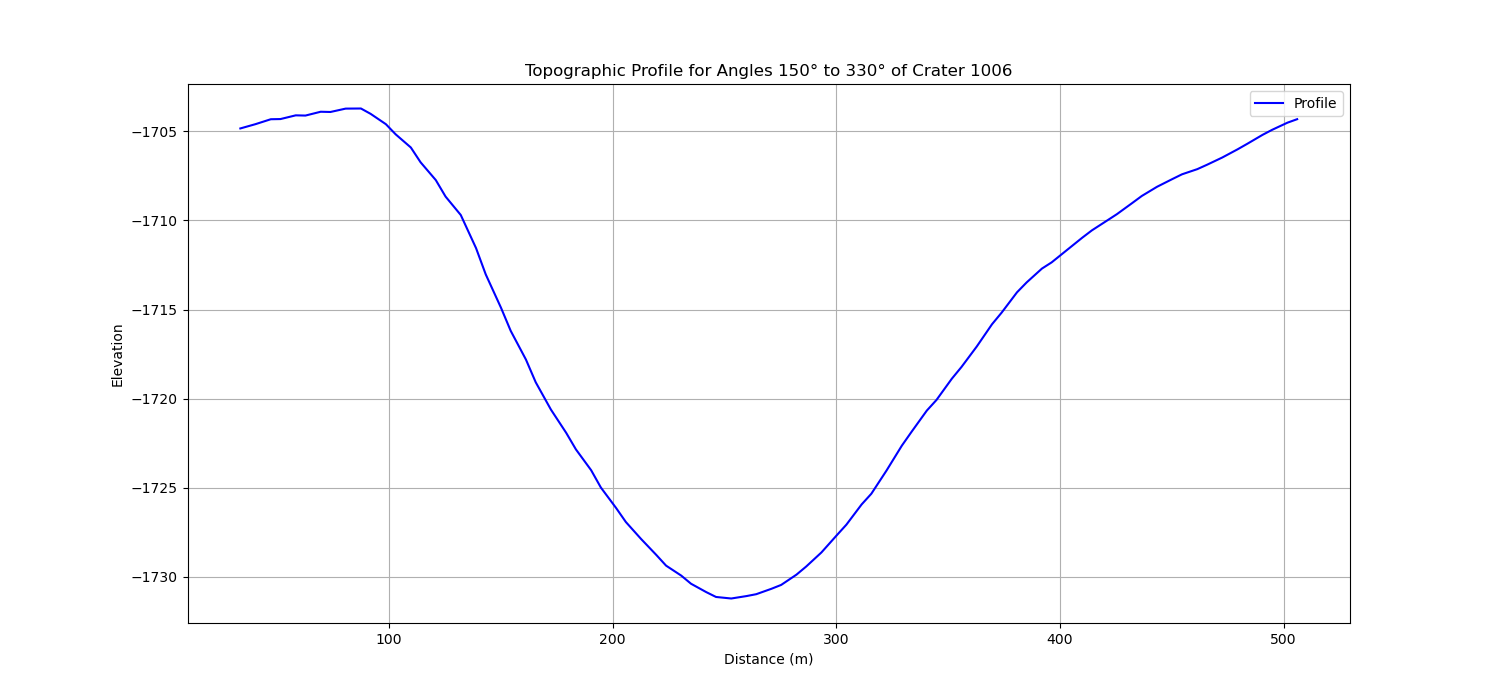 Topographic Profile for Angles 150° to 330° of Crater 1006
Profile
−1705
−1710
−1715
−1720
−1725
−1730
Elevation
100 200 300 400 500
Distance (m)